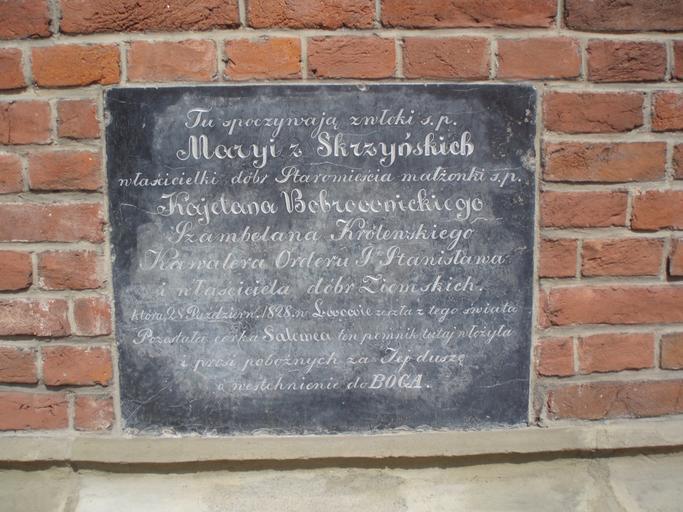 Tu spoczywają zwłoki s.p.
Maryi z Skrzyńskich
właścicielki dóbr Staromieścia małżonki s.p.
Kajetana Bobrownickiego
Szambelana Królewskiego
Kawalera Orderu S. Stanisława
i właściciela dóbr Ziemskich.
która 28 Październ. 1828. w Lwowie zeszła z tego świata
Pozostała córka Salomea ten pomnik tutaj włożyła
i prosi pobożnych za Jej duszę
o westchnienie do BOGA.